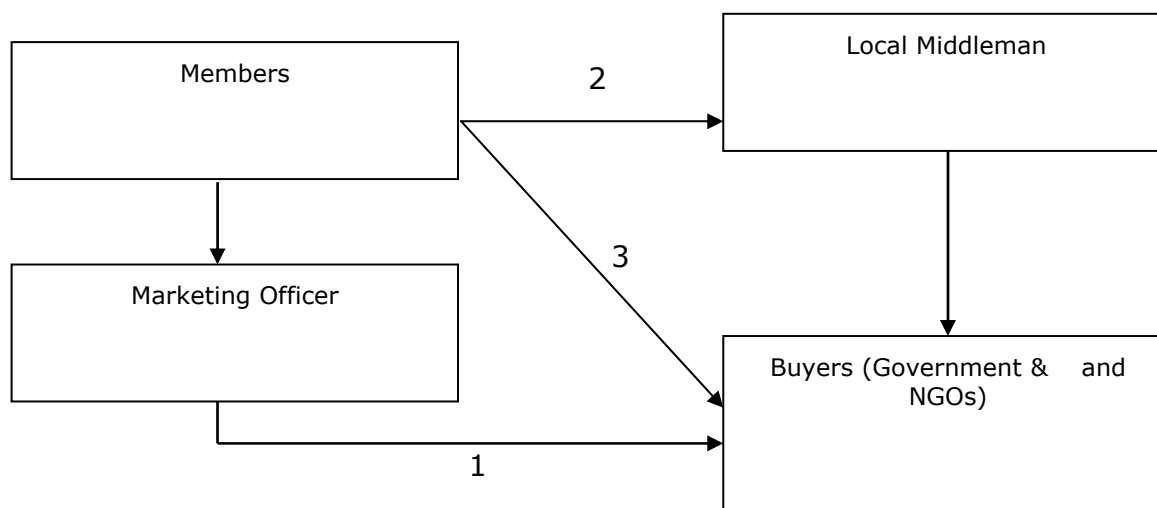 Local Middleman
Members
2
3
Marketing Officer
Buyers (Government &    and
NGOs)
1